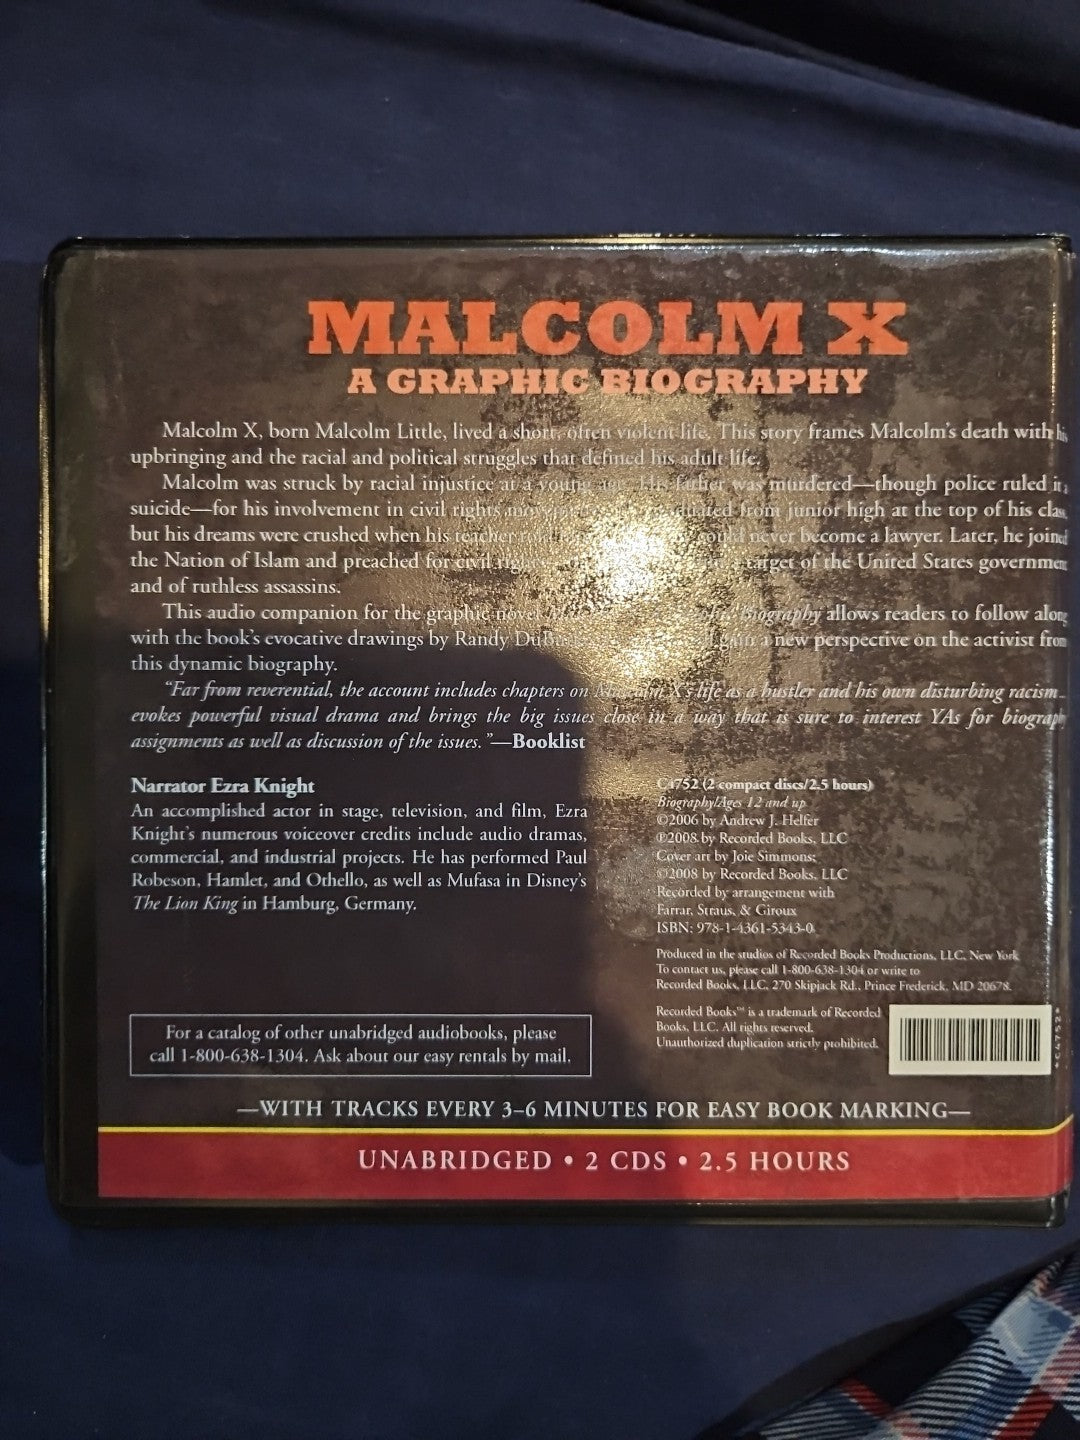 MALCOLM X
A GRAPHIC BIOGRAPHY
Malcolm X, born Malcolm Little, lived a short, often violent life. This story frames Malcolm's death with his
upbringing and the racial and political struggles that defined his adult life.
Malcolm was struck by racial injustice at a young age. His father was murdered—though police ruled it a
suicide—for his involvement in civil rights from junior high at the top of his class,
but his dreams were crushed when his teacher told could never become a lawyer. Later, he joined
the Nation of Islam and preached for civil target of the United States government
and of ruthless assassins.
This audio companion for the graphic novel Biography allows readers to follow along
with the book's evocative drawings by Randy gain a new perspective on the activist from
this dynamic biography.
"Far from reverential, the account includes chapters on Malcolm X's life as a hustler and his own disturbing racism...
evokes powerful visual drama and brings the big issues close in a way that is sure to interest YAs for biography
assignments as well as discussion of the issues."—Booklist
Narrator Ezra Knight
An accomplished actor in stage, television, and film, Ezra
Knight's numerous voiceover credits include audio dramas,
commercial, and industrial projects. He has performed Paul
Robeson, Hamlet, and Othello, as well as Mufasa in Disney's
The Lion King in Hamburg, Germany.
For a catalog of other unabridged audiobooks, please
call 1-800-638-1304. Ask about our easy rentals by mail.
C4752 (2 compact discs/2.5 hours)
Biography/Ages 12 and up
©2006 by Andrew J. Helfer
℗2008 by Recorded Books, LLC
Cover art by Joie Simmons;
©2008 by Recorded Books, LLC
Recorded by arrangement with
Farrar, Straus, & Giroux
ISBN: 978-1-4361-5343-0
Produced in the studios of Recorded Books Productions, LLC, New York
To contact us, please call 1-800-638-1304 or write to
Recorded Books, LLC, 270 Skipjack Rd., Prince Frederick, MD 20678.
Recorded Books™ is a trademark of Recorded
Books, LLC. All rights reserved.
Unauthorized duplication strictly prohibited.
*C4752*
—WITH TRACKS EVERY 3–6 MINUTES FOR EASY BOOK MARKING—
UNABRIDGED • 2 CDS • 2.5 HOURS